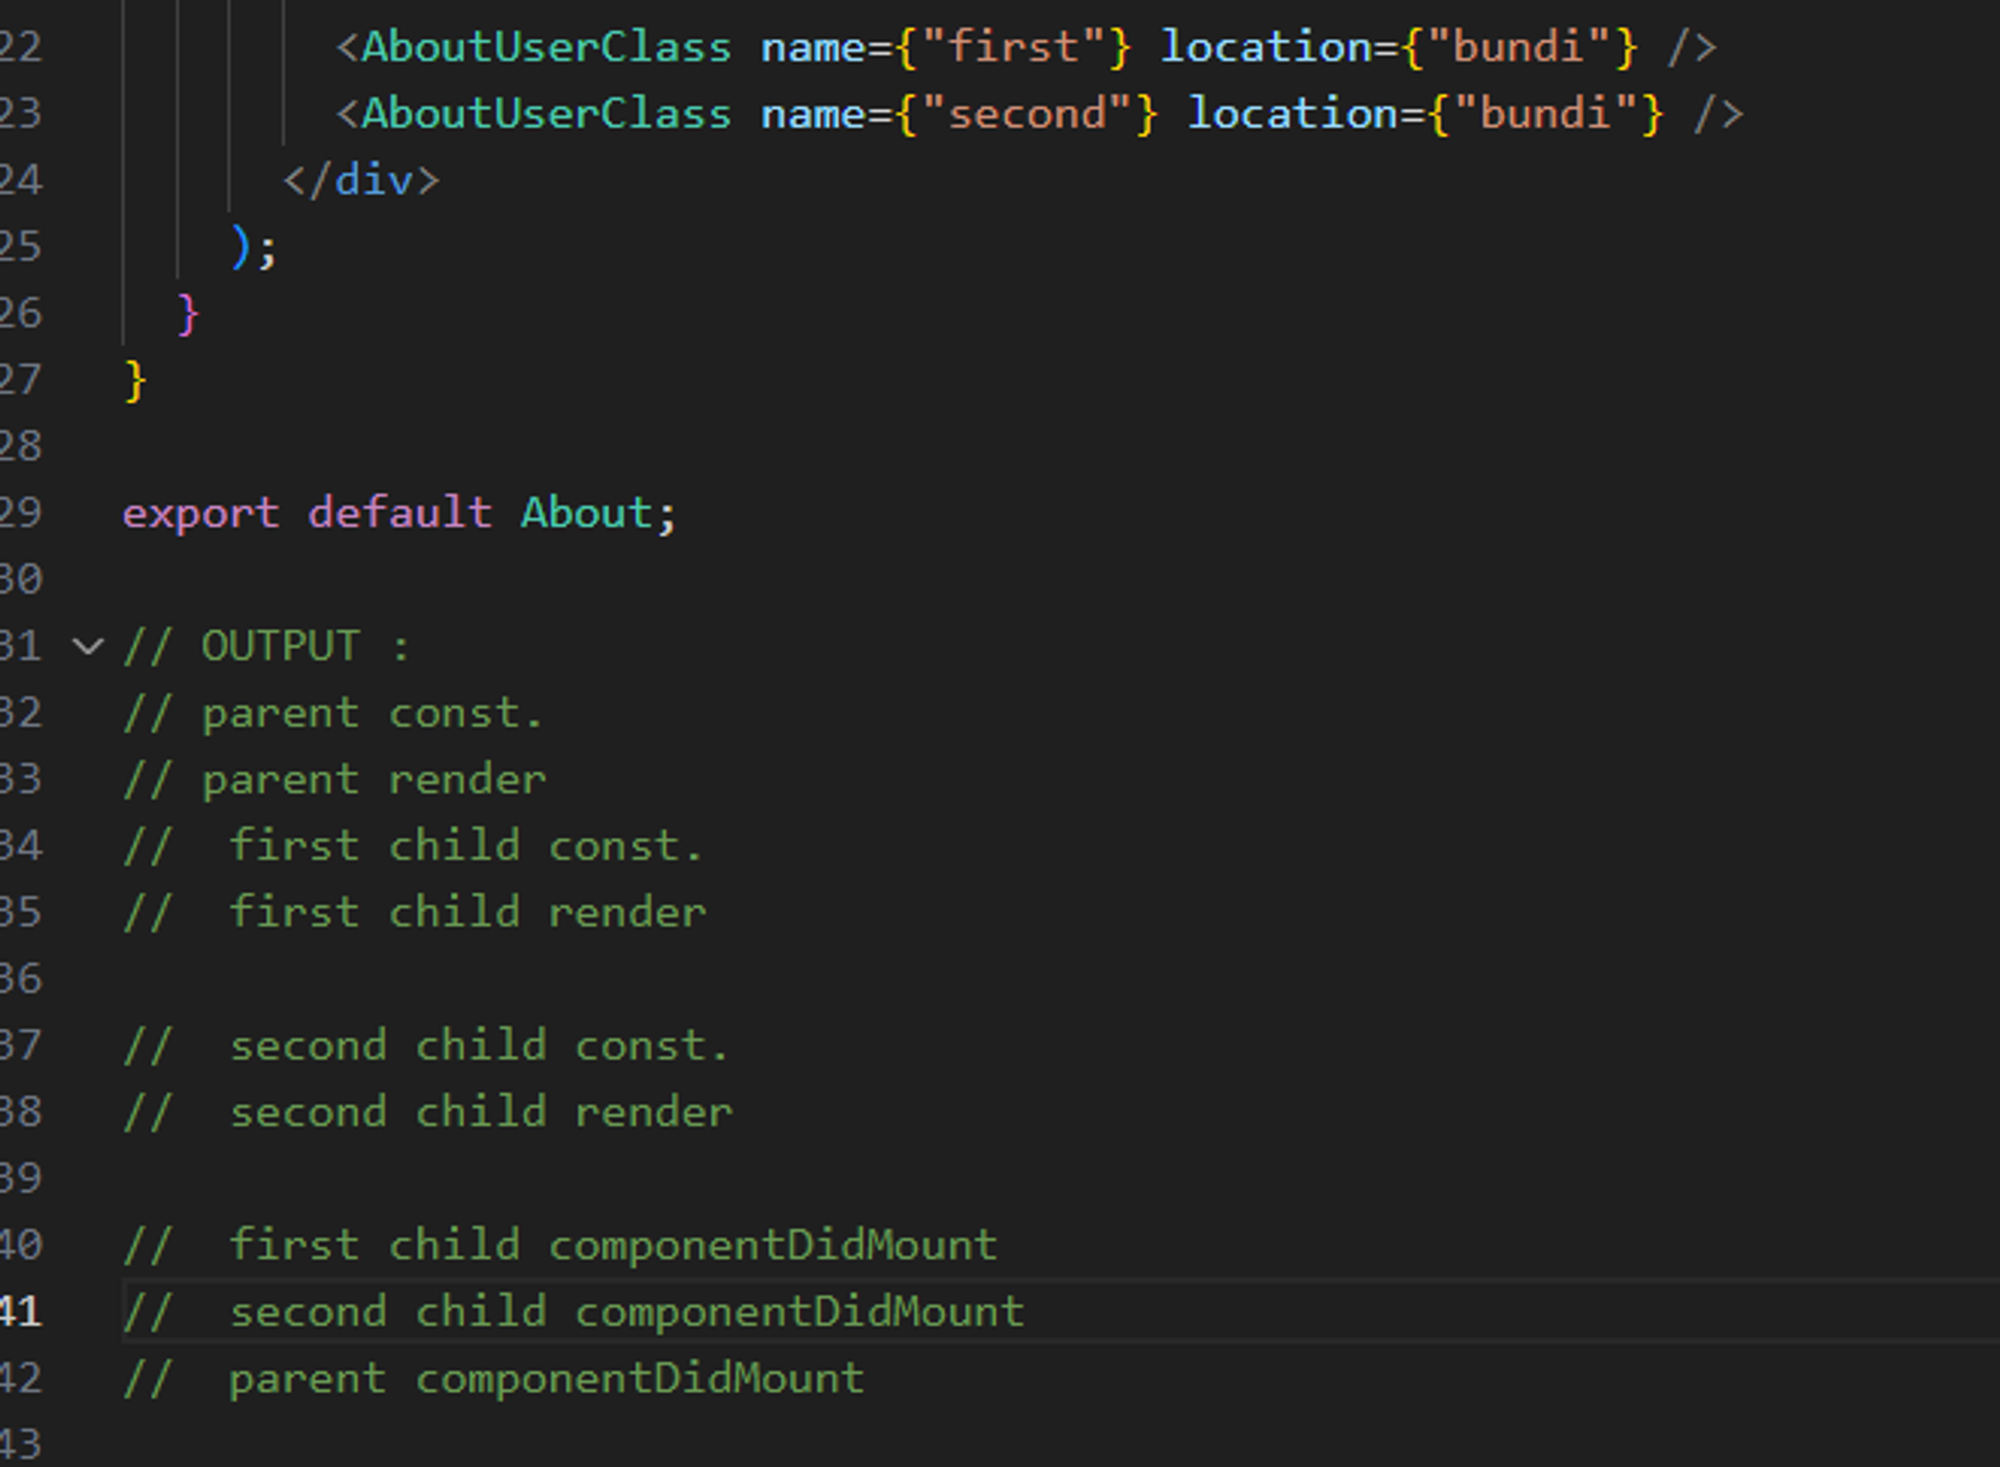 22 <AboutUserClass name={"first"} location={"bundi"} />
23 <AboutUserClass name={"second"} location={"bundi"} />
24 </div>
25 );
26 }
27 }
28
29 export default About;
30
31 // OUTPUT :
32 // parent const.
33 // parent render
34 //  first child const.
35 //  first child render
36
37 //  second child const.
38 //  second child render
39
40 //  first child componentDidMount
41 //  second child componentDidMount
42 //  parent componentDidMount
43